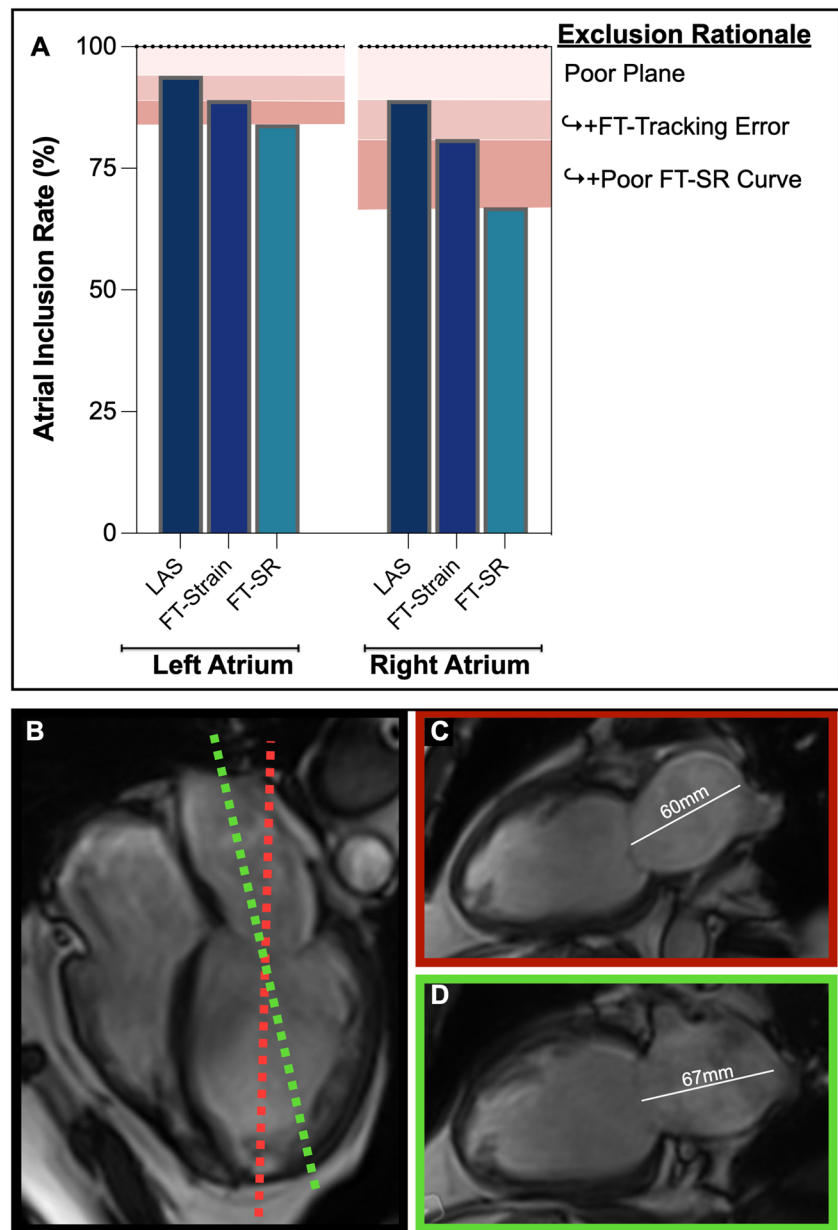 A
Exclusion Rationale
Poor Plane
↪+FT-Tracking Error
↪+Poor FT-SR Curve
Atrial Inclusion Rate (%)
100
75
50
25
0
LAS
FT-Strain
FT-SR
LAS
FT-Strain
FT-SR
Left Atrium
Right Atrium
B
C
60mm
D
67mm